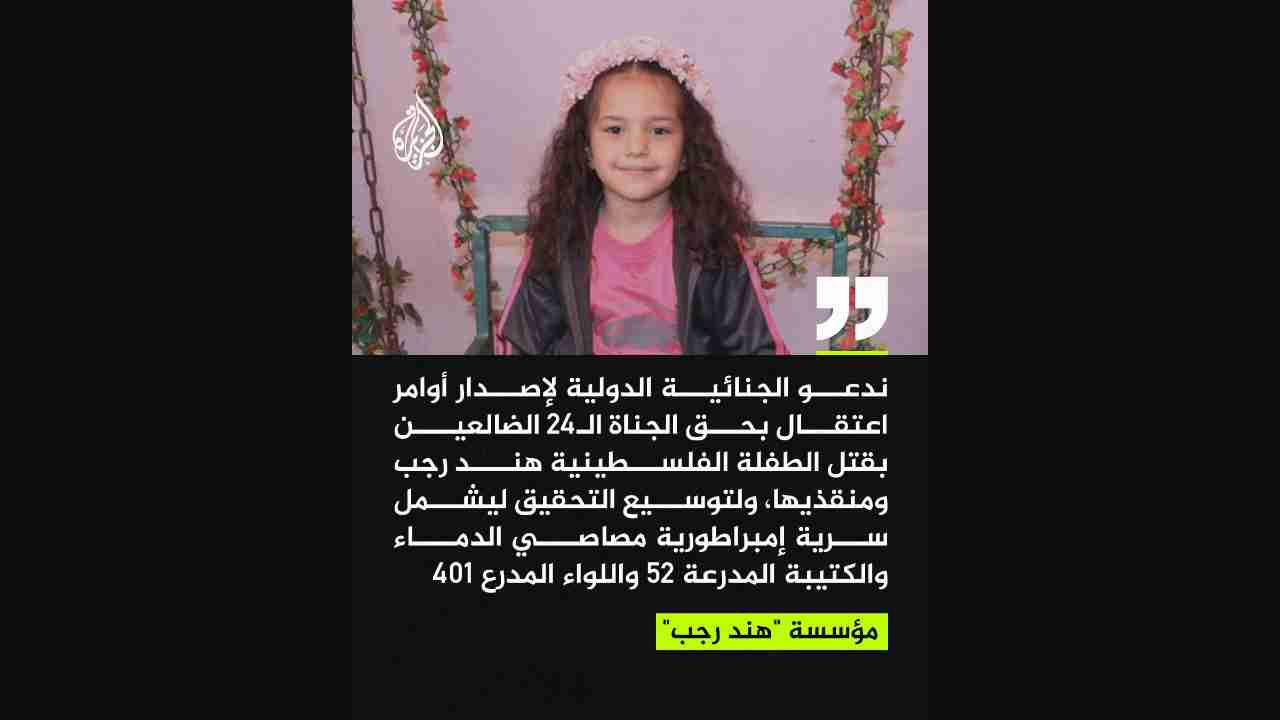 الجزيرة
ندعو الجنائية الدولية لإصدار أوامر
اعتقال بحق الجناة الـ24 الضالعين
بقتل الطفلة الفلسطينية هند رجب
ومنقذيها، ولتوسيع التحقيق ليشمل
سرية إمبراطورية مصاصي الدماء
والكتيبة المدرعة 52 واللواء المدرع 401
مؤسسة "هند رجب"